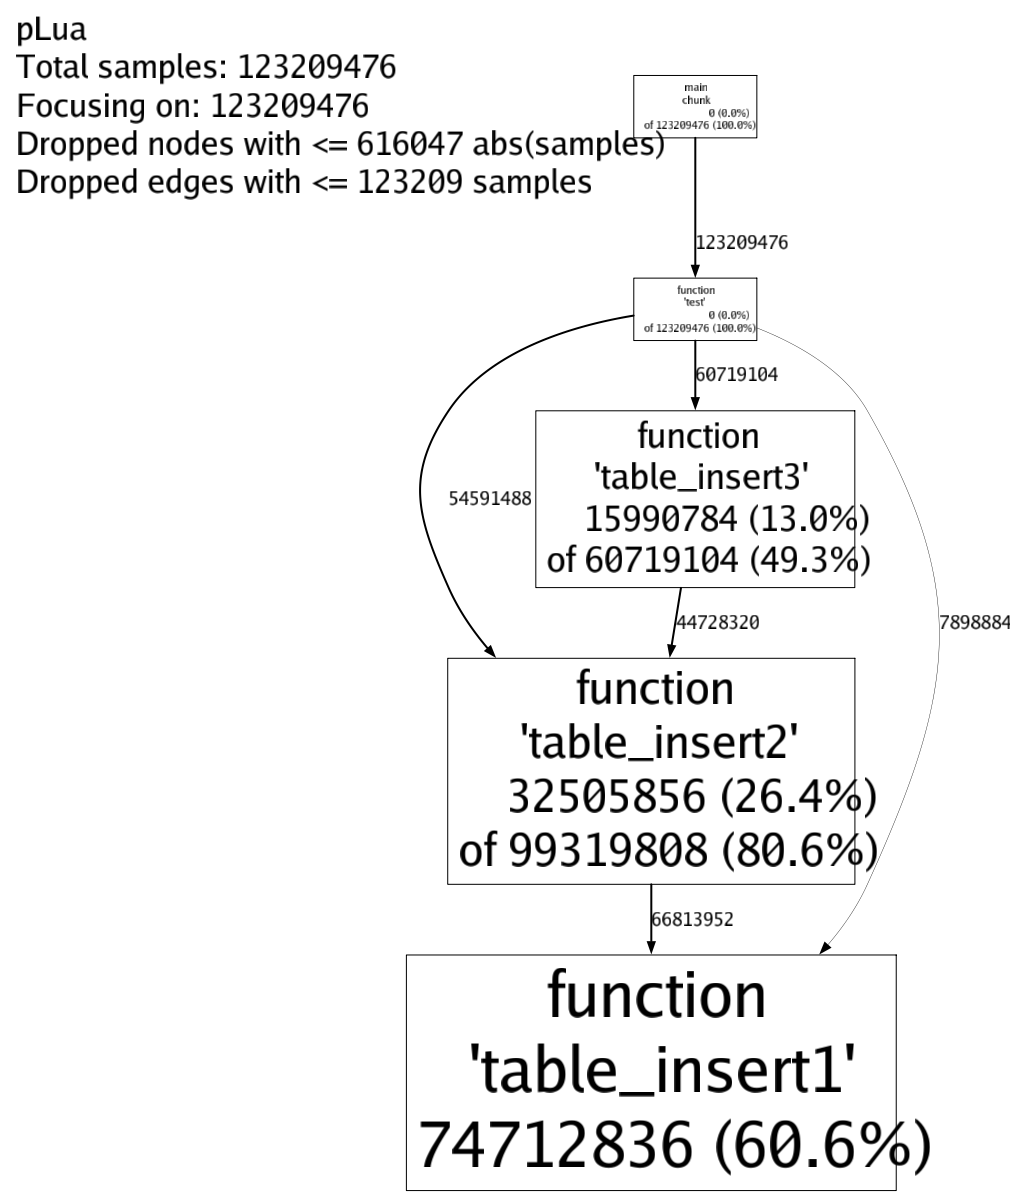 pLua
Total samples: 123209476
Focusing on: 123209476
Dropped nodes with <= 616047 abs(samples)
Dropped edges with <= 123209 samples
main
chunk
0 (0.0%)
of 123209476 (100.0%)
123209476
function
'test'
0 (0.0%)
of 123209476 (100.0%)
60719104
function
'table_insert3'
15990784 (13.0%)
of 60719104 (49.3%)
54591488
44728320
7898884
function
'table_insert2'
32505856 (26.4%)
of 99319808 (80.6%)
66813952
function
'table_insert1'
74712836 (60.6%)